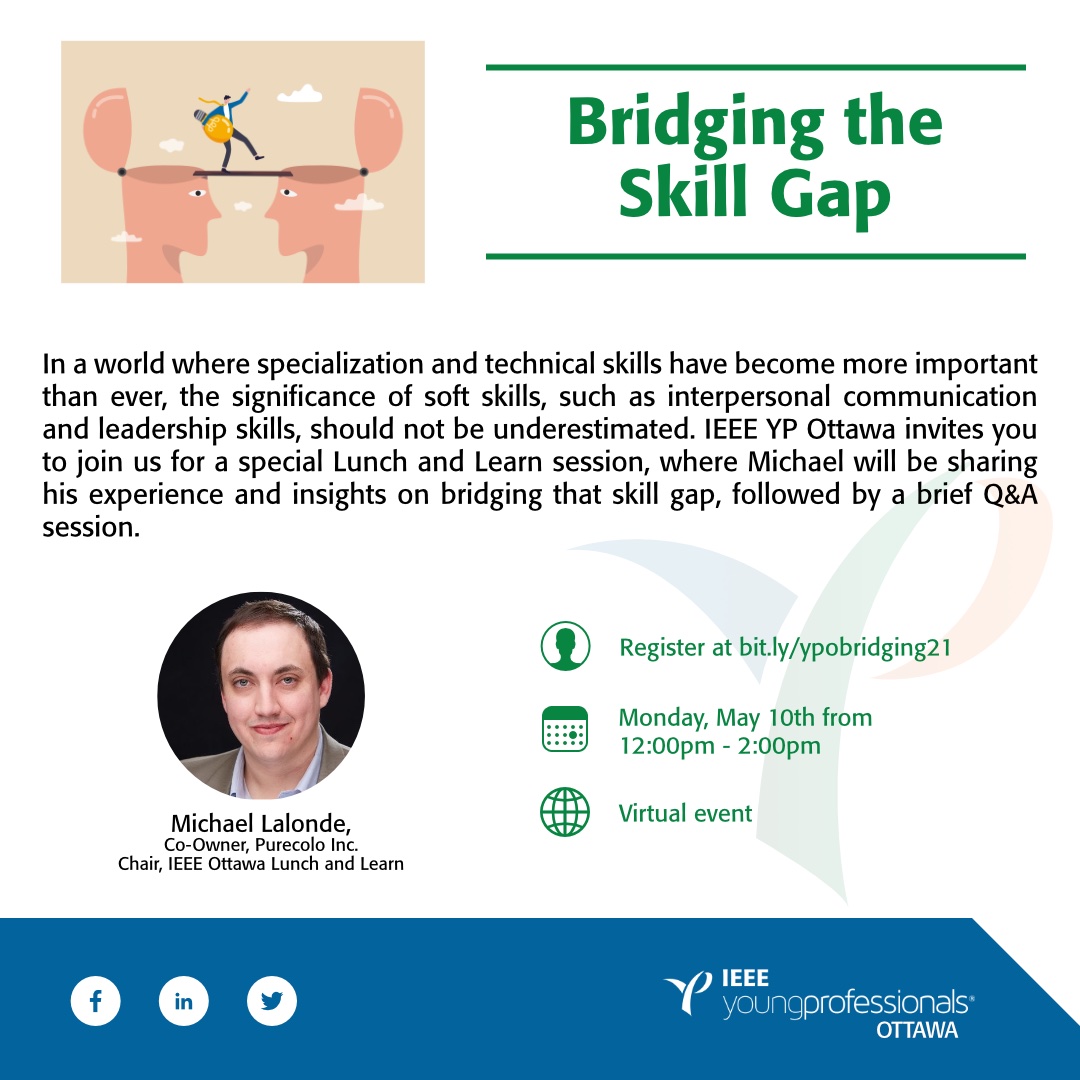 Bridging the
Skill Gap
In a world where specialization and technical skills have become more important
than ever, the significance of soft skills, such as interpersonal communication
and leadership skills, should not be underestimated. IEEE YP Ottawa invites you
to join us for a special Lunch and Learn session, where Michael will be sharing
his experience and insights on bridging that skill gap, followed by a brief Q&A
session.
Michael Lalonde,
Co-Owner, Purecolo Inc.
Chair, IEEE Ottawa Lunch and Learn
Register at bit.ly/ypobridging21
Monday, May 10th from
12:00pm - 2:00pm
Virtual event
IEEE
youngprofessionals®
OTTAWA